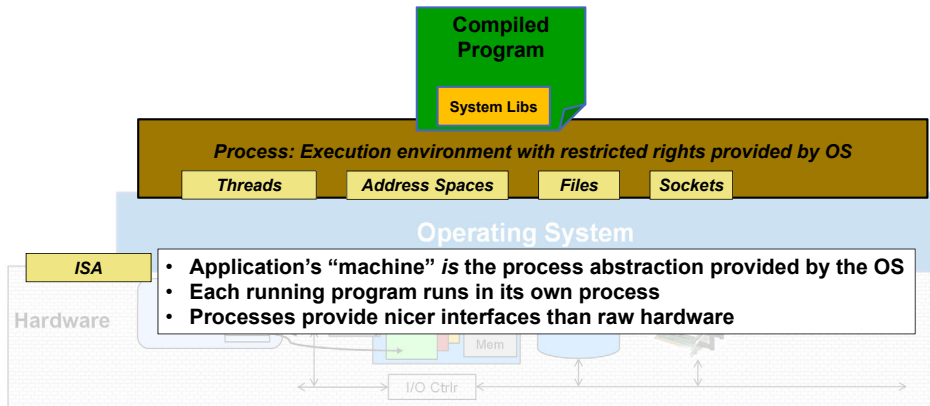 Compiled
Program
System Libs
Process: Execution environment with restricted rights provided by OS
Threads
Address Spaces
Files
Sockets
Operating System
ISA
• Application's “machine” is the process abstraction provided by the OS
• Each running program runs in its own process
• Processes provide nicer interfaces than raw hardware
Hardware
Mem
I/O Ctrlr